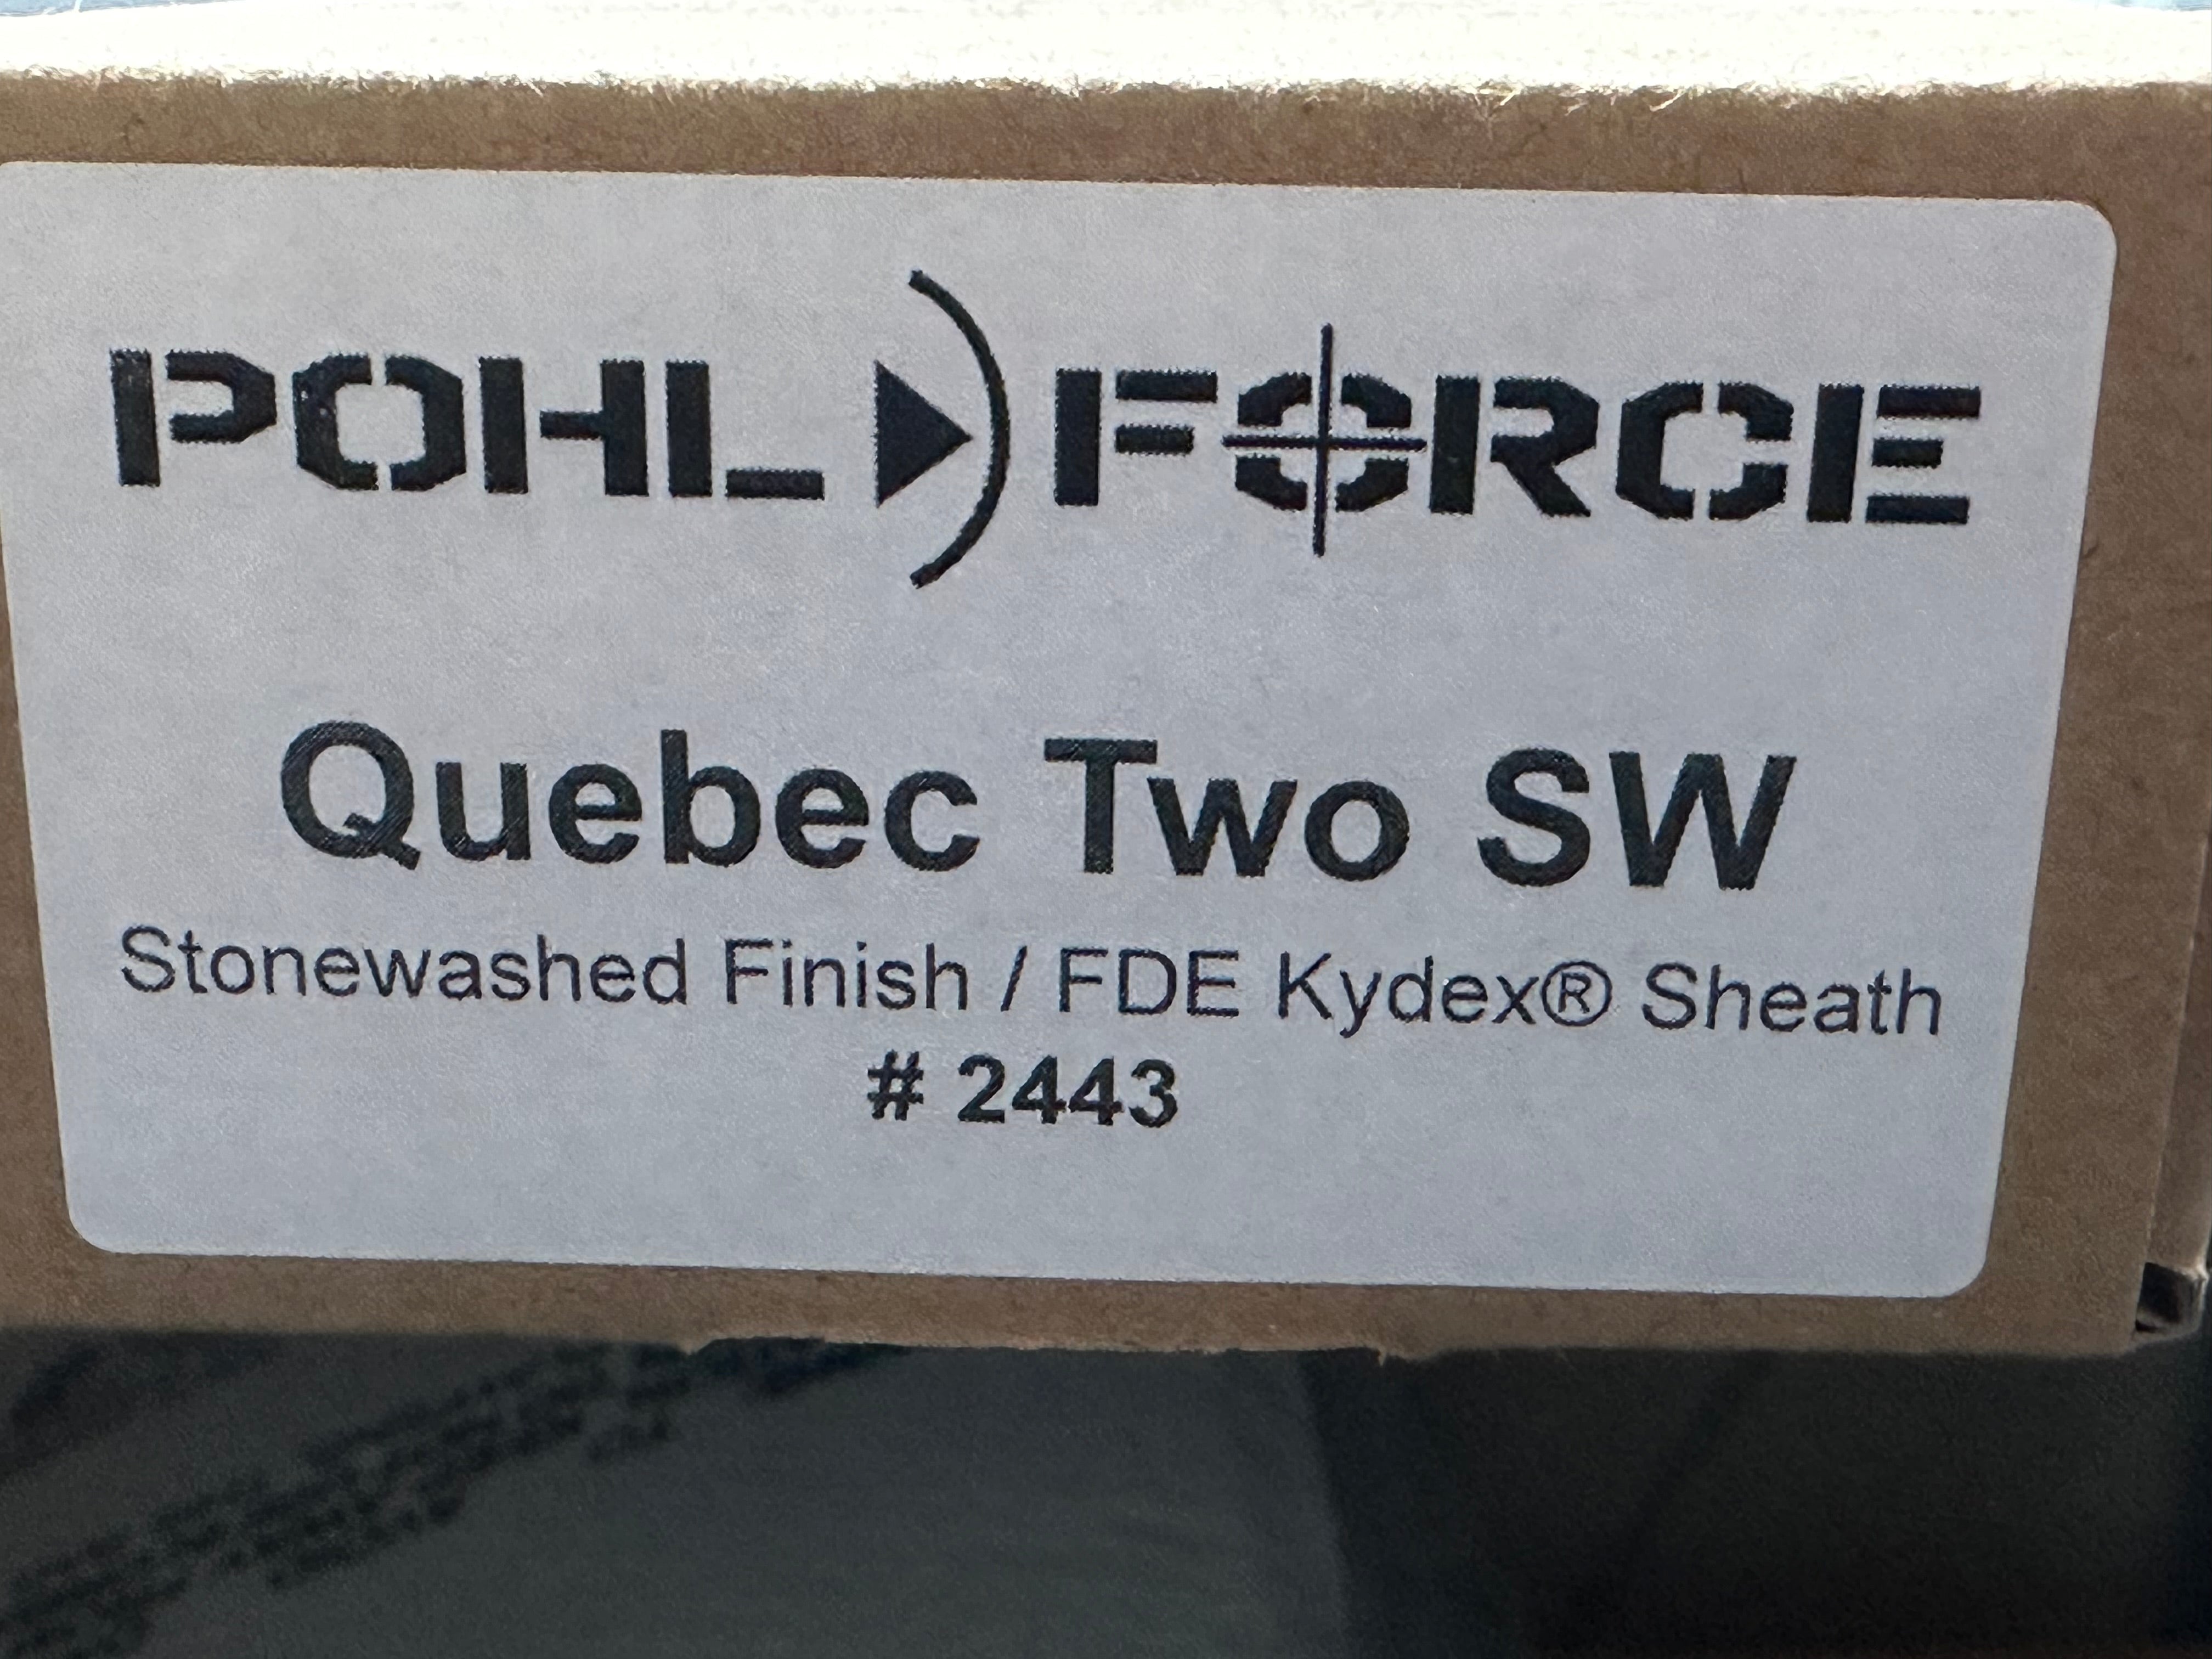 POHL FORCE
Quebec Two SW
Stonewashed Finish / FDE Kydex® Sheath
# 2443